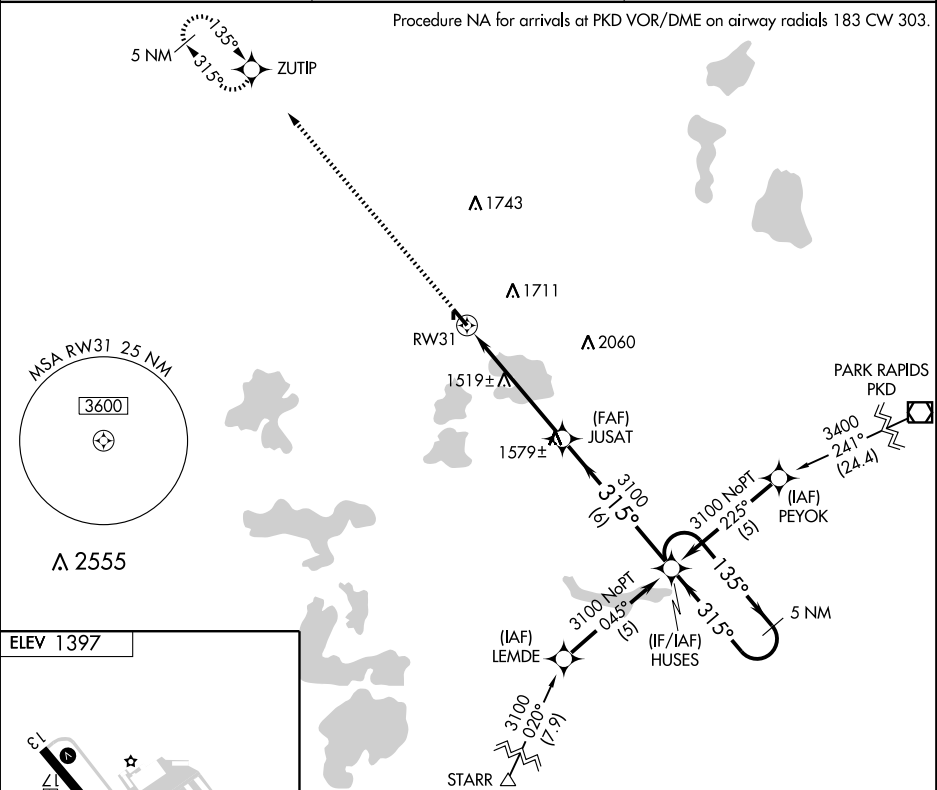 Procedure NA for arrivals at PKD VOR/DME on airway radials 183 CW 303.
5 NM
135°
315°
ZUTIP
1743
1711
RW31
2060
MSA RW31 25 NM
3600
2555
1519±
(FAF)
JUSAT
1579±
PARK RAPIDS
PKD
3400
241°
(24.4)
3100
315°
(6)
3100 NoPT
225°
(5)
(IAF)
PEYOK
135°
315°
5 NM
3100 NoPT
045°
(5)
(IF/IAF)
HUSES
(IAF)
LEMDE
3100
020°
(7.9)
STARR
ELEV 1397
13
17